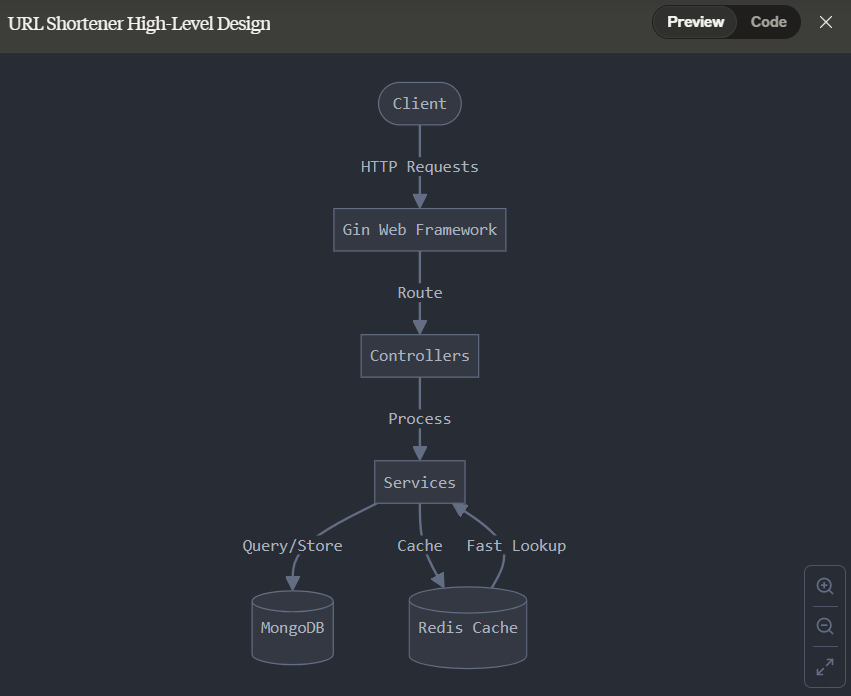 URL Shortener High-Level Design
Preview
Code
Client
HTTP Requests
Gin Web Framework
Route
Controllers
Process
Services
Query/Store
Cache
Fast Lookup
MongoDB
Redis Cache